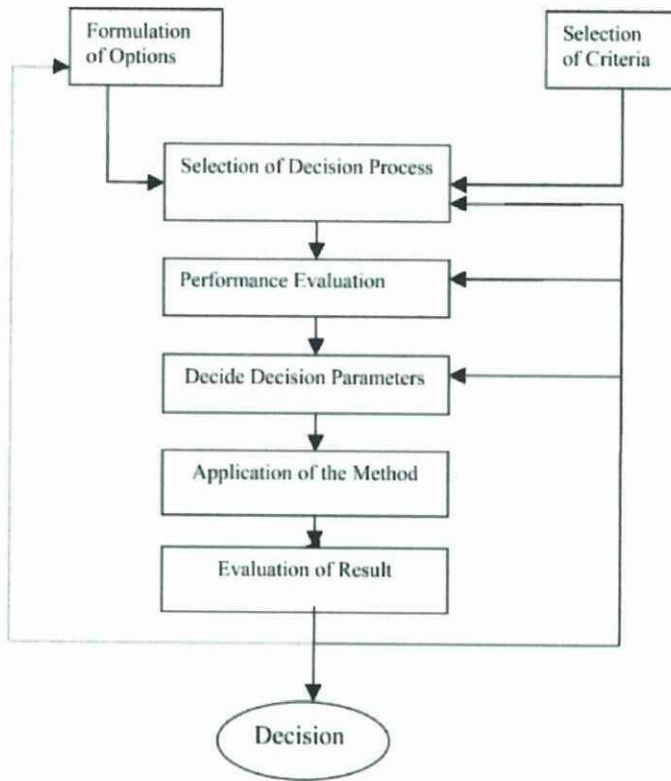 Formulation
of Options
Selection
of Criteria
Selection of Decision Process
Performance Evaluation
Decide Decision Parameters
Application of the Method
Evaluation of Result
Decision